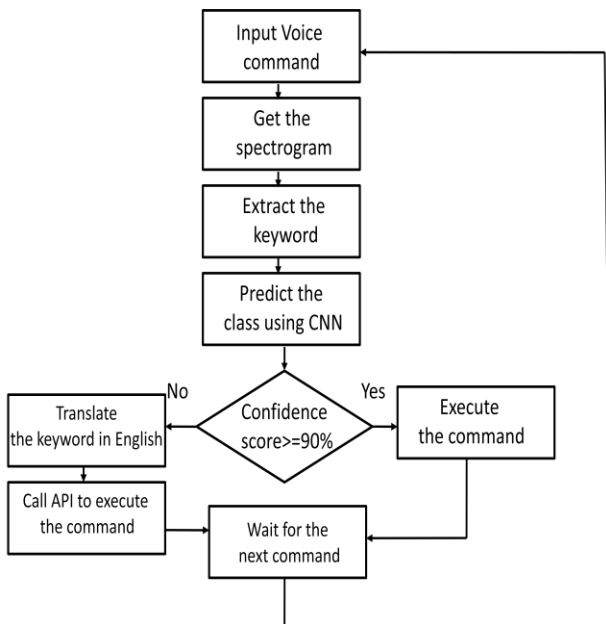 Input Voice
command
Get the
spectrogram
Extract the
keyword
Predict the
class using CNN
No
Yes
Confidence
score>=90%
Translate
the keyword in English
Execute
the command
Call API to execute
the command
Wait for the
next command